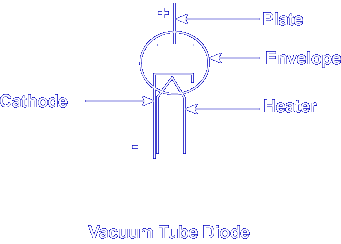 +
Plate
Envelope
Cathode
Heater
-
Vacuum Tube Diode